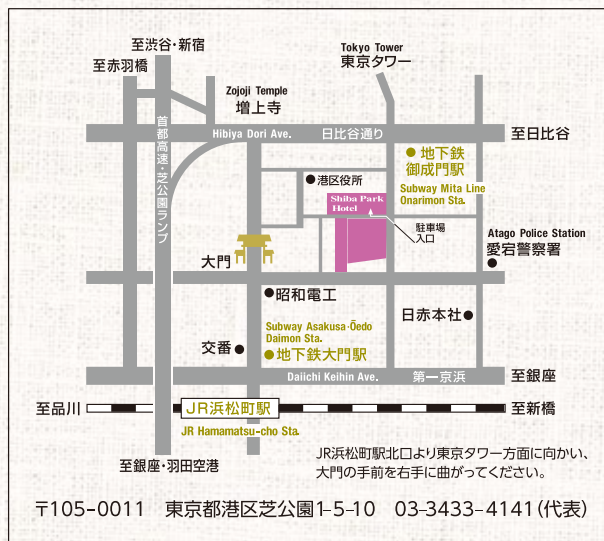 至渋谷・新宿
至赤羽橋
Tokyo Tower
東京タワー
Zojoji Temple
増上寺
首都高速・芝公園ランプ
Hibiya Dori Ave.
日比谷通り
至日比谷
地下鉄
御成門駅
Subway Mita Line
Onarimon Sta.
港区役所
Shiba Park
Hotel
駐車場
入口
Atago Police Station
愛宕警察署
大門
昭和電工
日赤本社
Subway Asakusa·Ōedo
Daimon Sta.
地下鉄大門駅
交番
Daiichi Keihin Ave.
第一京浜
至銀座
至品川
JR浜松町駅
至新橋
JR Hamamatsu-cho Sta.
至銀座・羽田空港
JR浜松町駅北口より東京タワー方面に向かい、
大門の手前を右手に曲がってください。
〒105-0011 東京都港区芝公園1-5-10 03-3433-4141(代表)